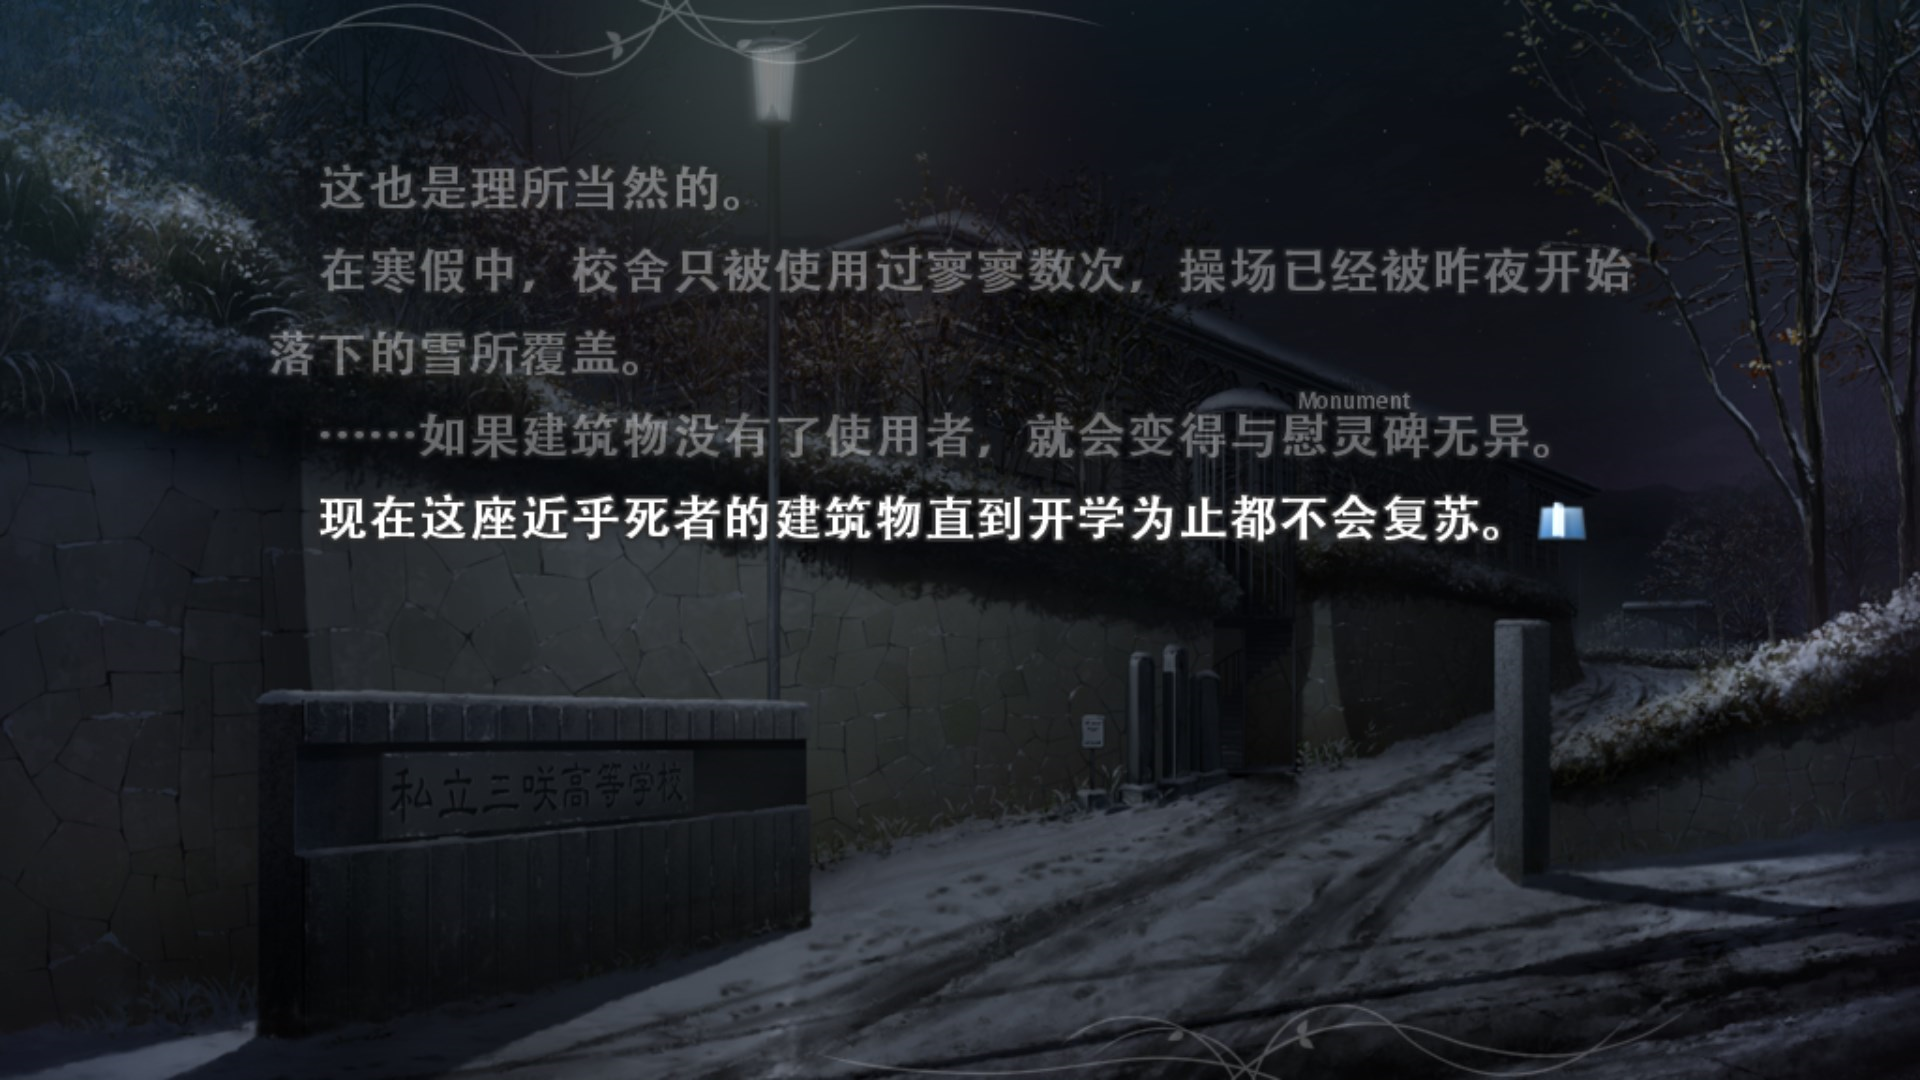 这也是理所当然的。
在寒假中，校舍只被使用过寥寥数次，操场已经被昨夜开始
落下的雪所覆盖。
Monument
……如果建筑物没有了使用者，就会变得与慰灵碑无异。
现在这座近乎死者的建筑物直到开学为止都不会复苏。
私立三咲高等学校